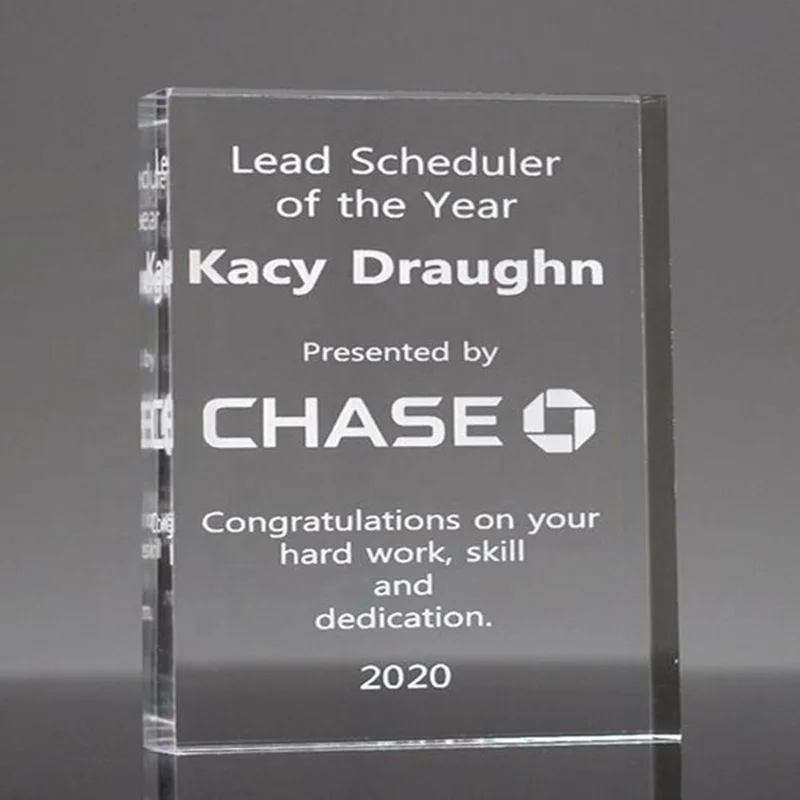 Lead Scheduler
of the Year
Kacy Draughn
Presented by
CHASE
Congratulations on your
hard work, skill
and
dedication.
2020